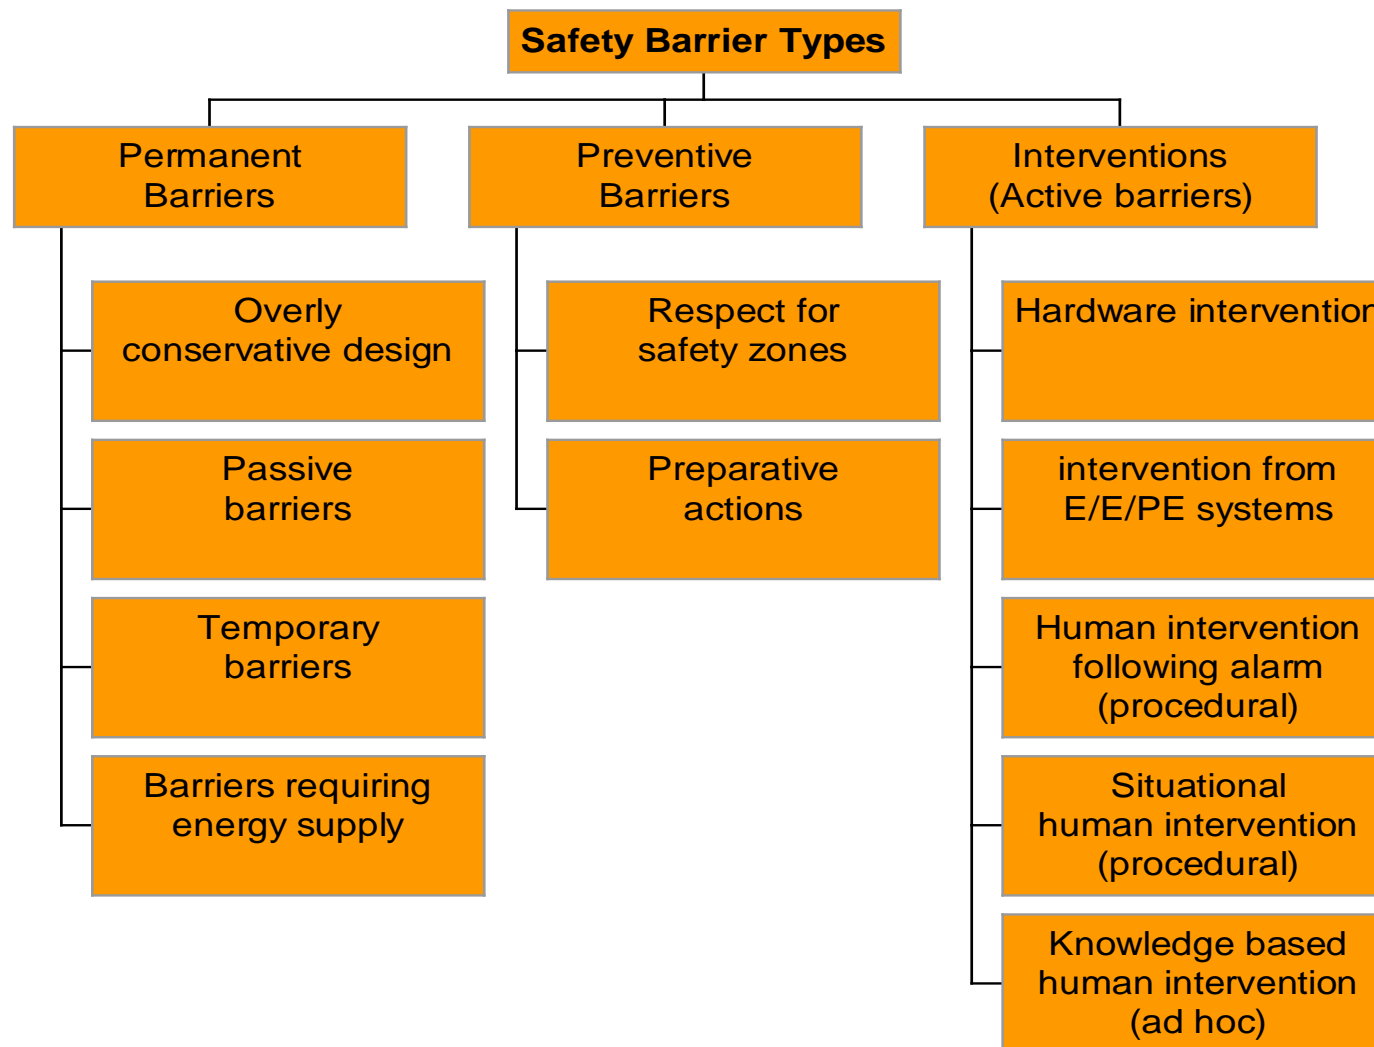 Safety Barrier Types
Permanent
Barriers
Overly
conservative design
Passive
barriers
Temporary
barriers
Barriers requiring
energy supply
Preventive
Barriers
Respect for
safety zones
Preparative
actions
Interventions
(Active barriers)
Hardware intervention
intervention from
E/E/PE systems
Human intervention
following alarm
(procedural)
Situational
human intervention
(procedural)
Knowledge based
human intervention
(ad hoc)